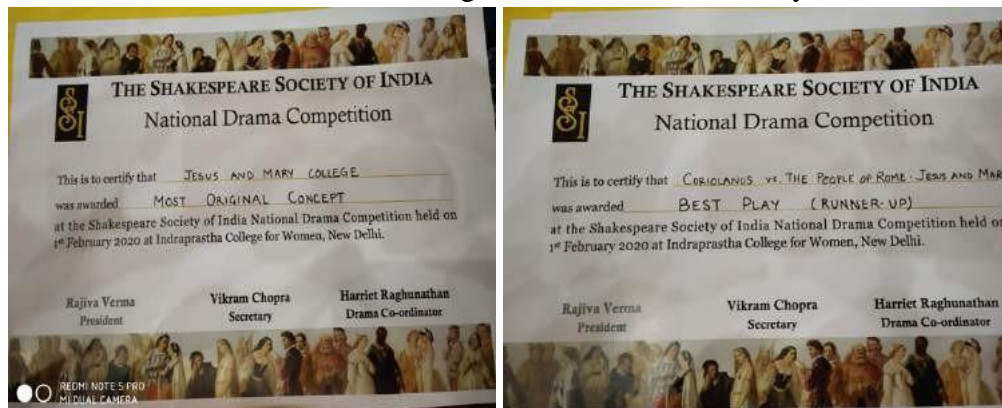 THE SHAKESPEARE SOCIETY OF INDIA
SSI
National Drama Competition
This is to certify that JESUS AND MARY COLLEGE
was awarded MOST ORIGINAL CONCEPT
at the Shakespeare Society of India National Drama Competition held on
1st February 2020 at Indraprastha College for Women, New Delhi.
Rajiva Verma Vikram Chopra Harriet Raghunathan
President Secretary Drama Co-ordinator
REDMI NOTE 5 PRO
MI DUAL CAMERA
THE SHAKESPEARE SOCIETY OF INDIA
SSI
National Drama Competition
This is to certify that CORIOLANUS vs. THE PEOPLE OF ROME - JESUS AND MAR
was awarded BEST PLAY (RUNNER-UP)
at the Shakespeare Society of India National Drama Competition held on
1st February 2020 at Indraprastha College for Women, New Delhi.
Rajiva Verma Vikram Chopra Harriet Raghunathan
President Secretary Drama Co-ordinator